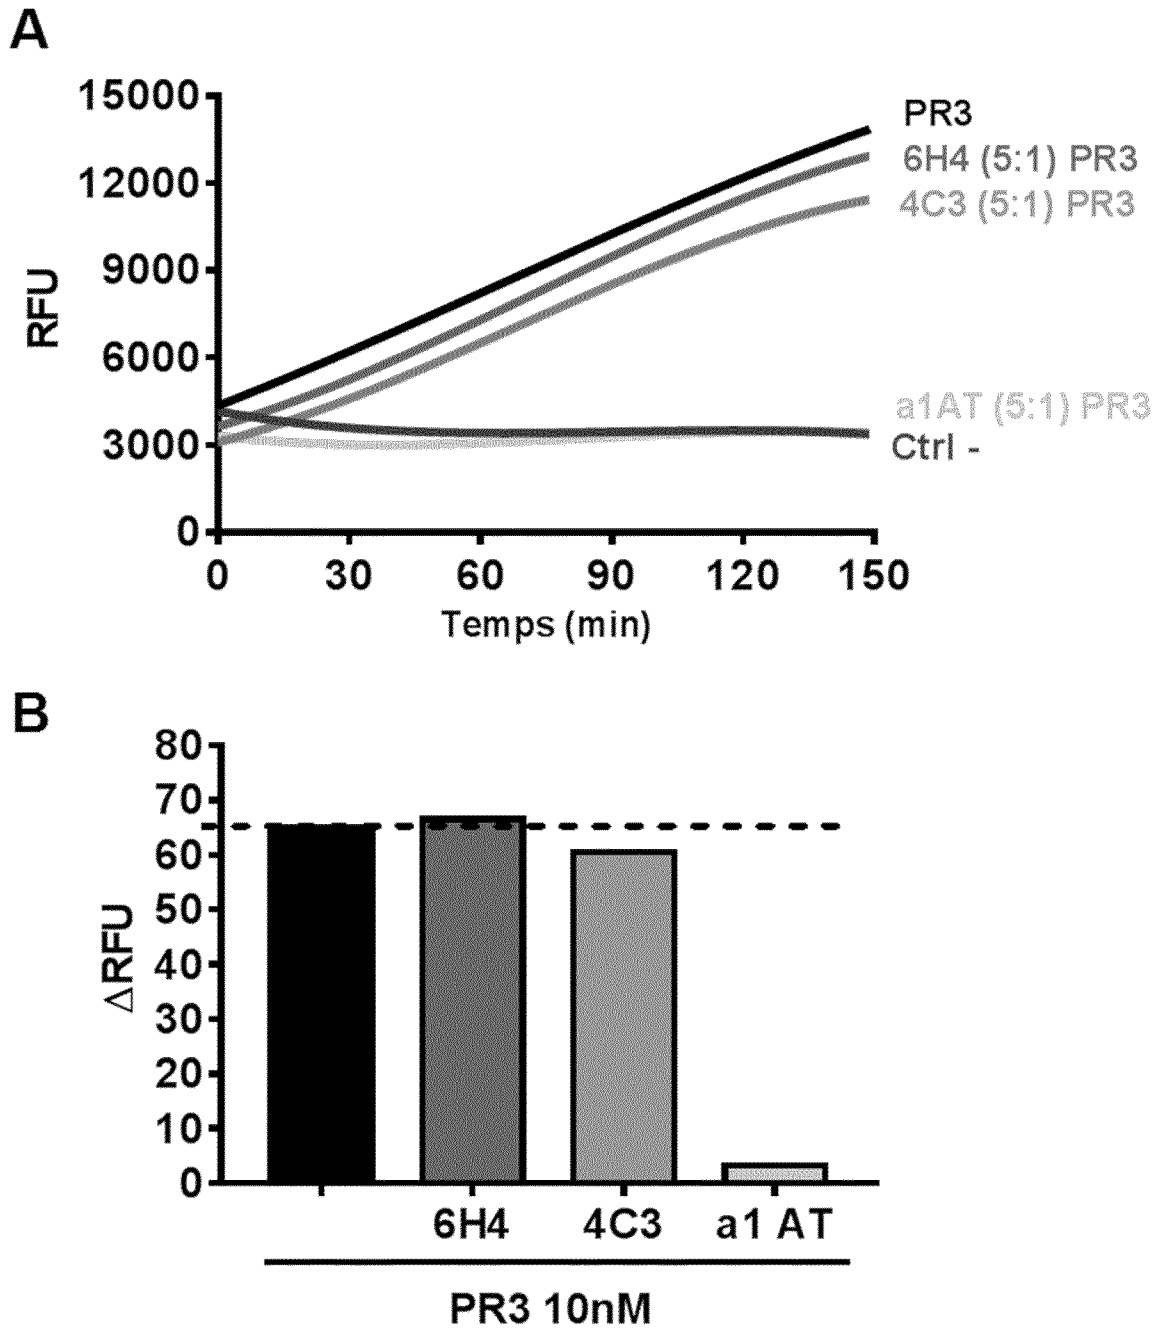 A
15000
12000
9000
6000
3000
0
RFU
0 30 60 90 120 150
Temps (min)
PR3
6H4 (5:1) PR3
4C3 (5:1) PR3
a1AT (5:1) PR3
Ctrl -
B
80
70
60
50
40
30
20
10
0
ΔRFU
6H4 4C3 a1 AT
PR3 10nM